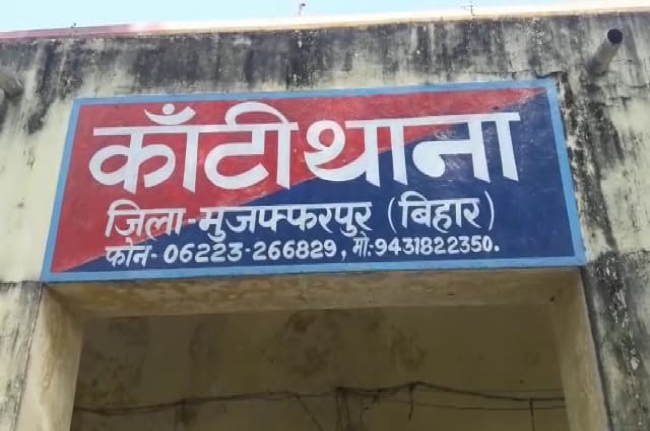 काँटी थाना
जिला-मुजफ्फरपुर (बिहार)
फोन- 06223-266829, मो:-9431822350.